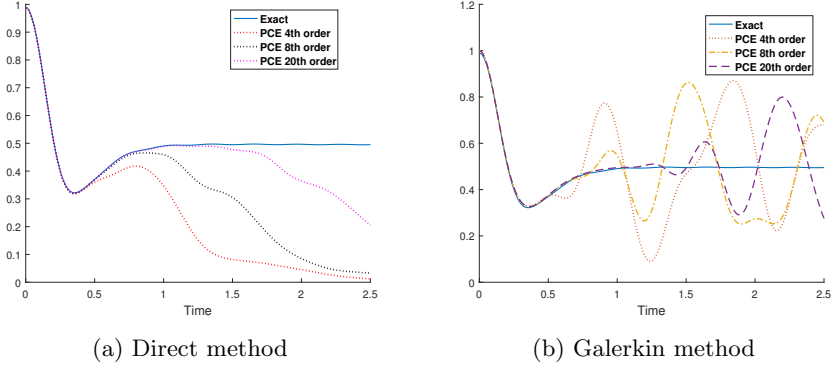 1
0.9
0.8
0.7
0.6
0.5
0.4
0.3
0.2
0.1
0
0 0.5 1 1.5 2 2.5
Time
Exact
PCE 4th order
PCE 8th order
PCE 20th order
(a) Direct method
1.2
1
0.8
0.6
0.4
0.2
0
0 0.5 1 1.5 2 2.5
Time
Exact
PCE 4th order
PCE 8th order
PCE 20th order
(b) Galerkin method